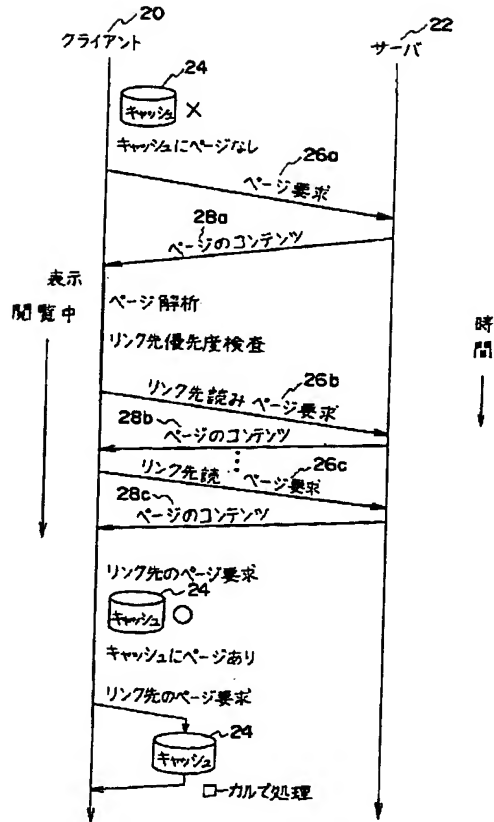 20
クライアント
22
サーバ
24
キャッシュ ×
キャッシュにページなし
26a
ページ要求
28a
ページのコンテンツ
表示
閲覧中
ページ解析
リンク先優先度検査
時間
リンク先読み ページ要求
26b
28b
ページのコンテンツ
リンク先読 ページ要求
26c
28c
ページのコンテンツ
リンク先のページ要求
24
キャッシュ ○
キャッシュにページあり
リンク先のページ要求
24
キャッシュ
ローカルで処理